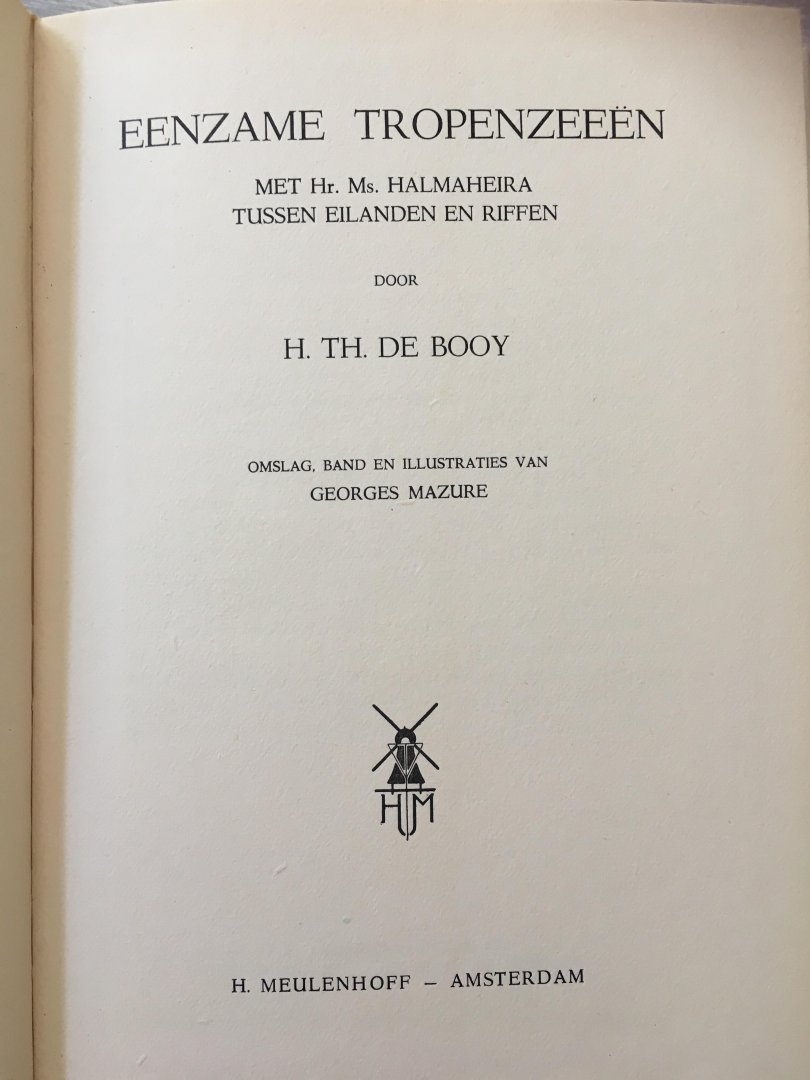 EENZAME TROPENZEEËN
MET Hr. Ms. HALMAHEIRA
TUSSEN EILANDEN EN RIFFEN
DOOR
H. TH. DE BOOY
OMSLAG, BAND EN ILLUSTRATIES VAN
GEORGES MAZURE
HM
H. MEULENHOFF – AMSTERDAM